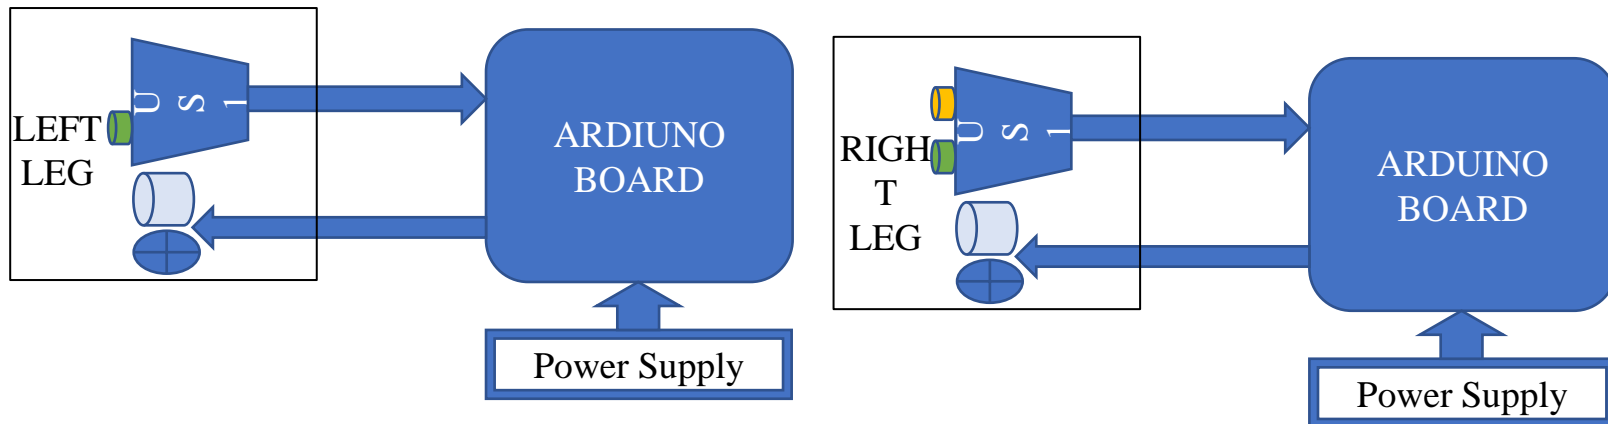 U S 1
LEFT
LEG
ARDIUNO
BOARD
Power Supply
U S 1
RIGH
T
LEG
ARDUINO
BOARD
Power Supply